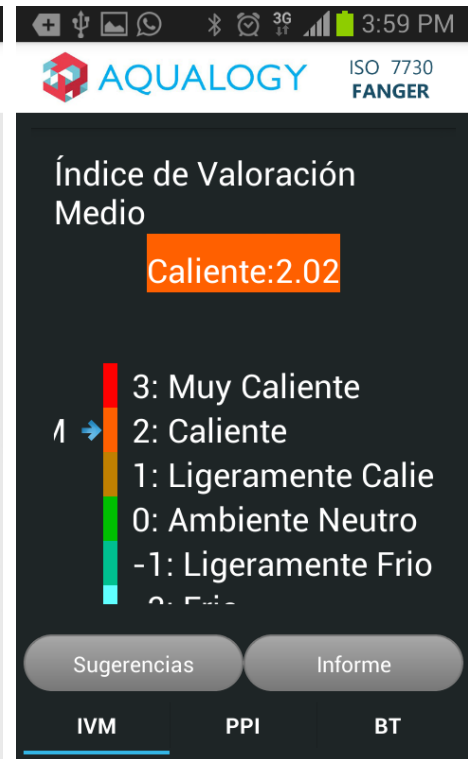 3G 3:59 PM
AQUALOGY
ISO 7730
FANGER
Índice de Valoración
Medio
Caliente:2.02
3: Muy Caliente
2: Caliente
1: Ligeramente Calie
0: Ambiente Neutro
-1: Ligeramente Frio
Sugerencias
Informe
IVM
PPI
BT